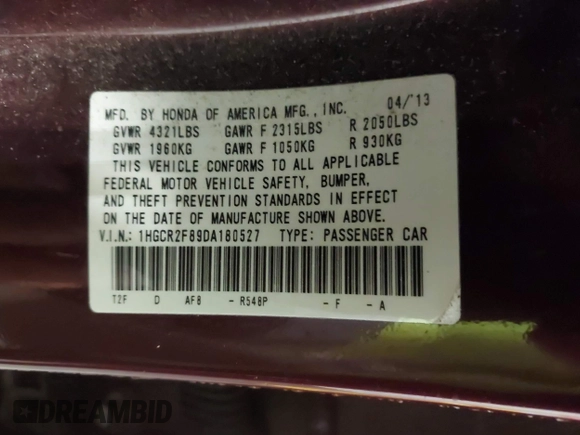 MFD. BY HONDA OF AMERICA MFG., INC. 04/'13
GVWR 4321LBS GAWR F 2315LBS R 2050LBS
GVWR 1960KG GAWR F 1050KG R 930KG
THIS VEHICLE CONFORMS TO ALL APPLICABLE
FEDERAL MOTOR VEHICLE SAFETY, BUMPER,
AND THEFT PREVENTION STANDARDS IN EFFECT
ON THE DATE OF MANUFACTURE SHOWN ABOVE.
V.I.N.: 1HGCR2F89DA180527 TYPE: PASSENGER CAR
T2F D AF8 - R548P - F - A
DREAMBID